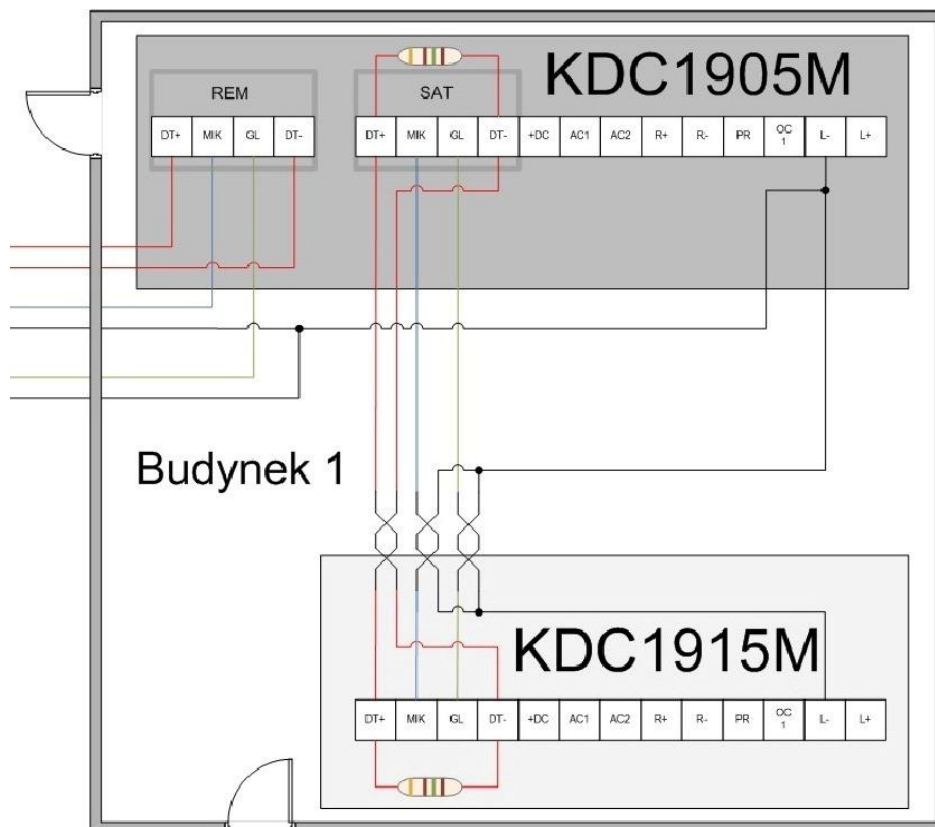 KDC1905M
REM
SAT
DT+ MIK GL DT-
DT+ MIK GL DT- +DC AC1 AC2 R+ R- PR OC 1 L- L+
Budynek 1
KDC1915M
DT+ MIK GL DT- +DC AC1 AC2 R+ R- PR OC 1 L- L+